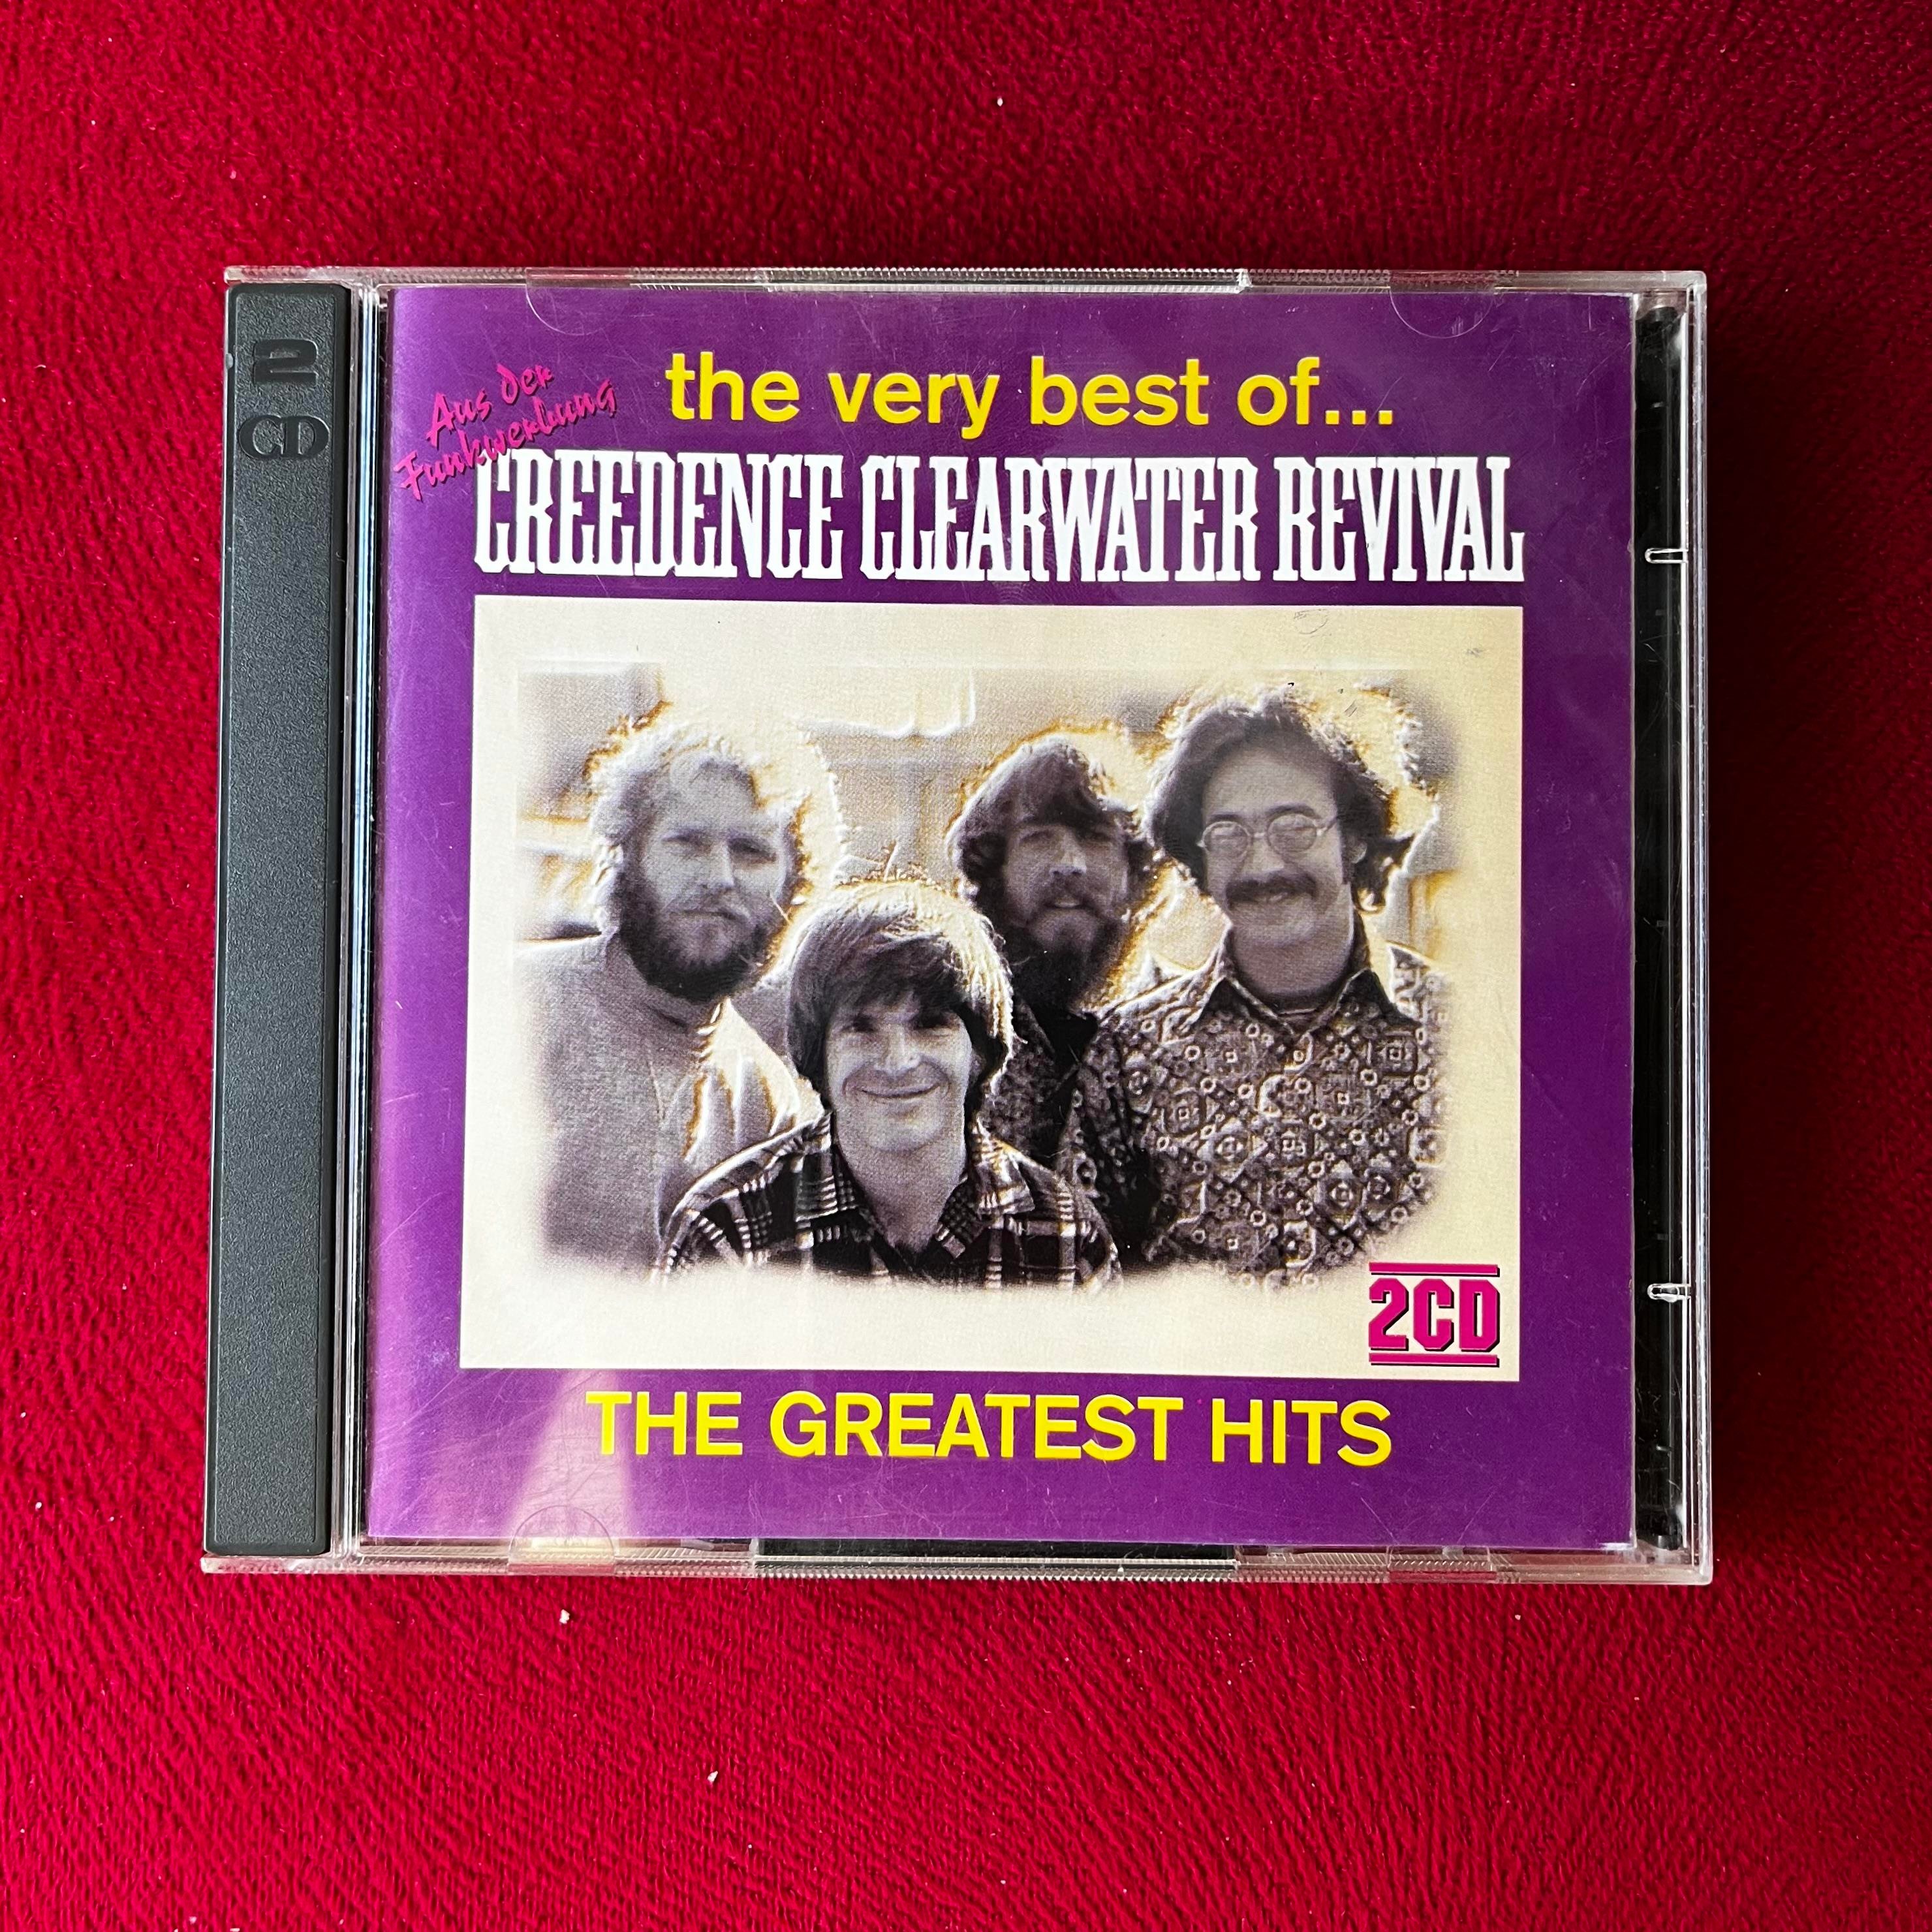 2
CD
Aus der
Funkwerbung
the very best of...
CREEDENCE CLEARWATER REVIVAL
2CD
THE GREATEST HITS